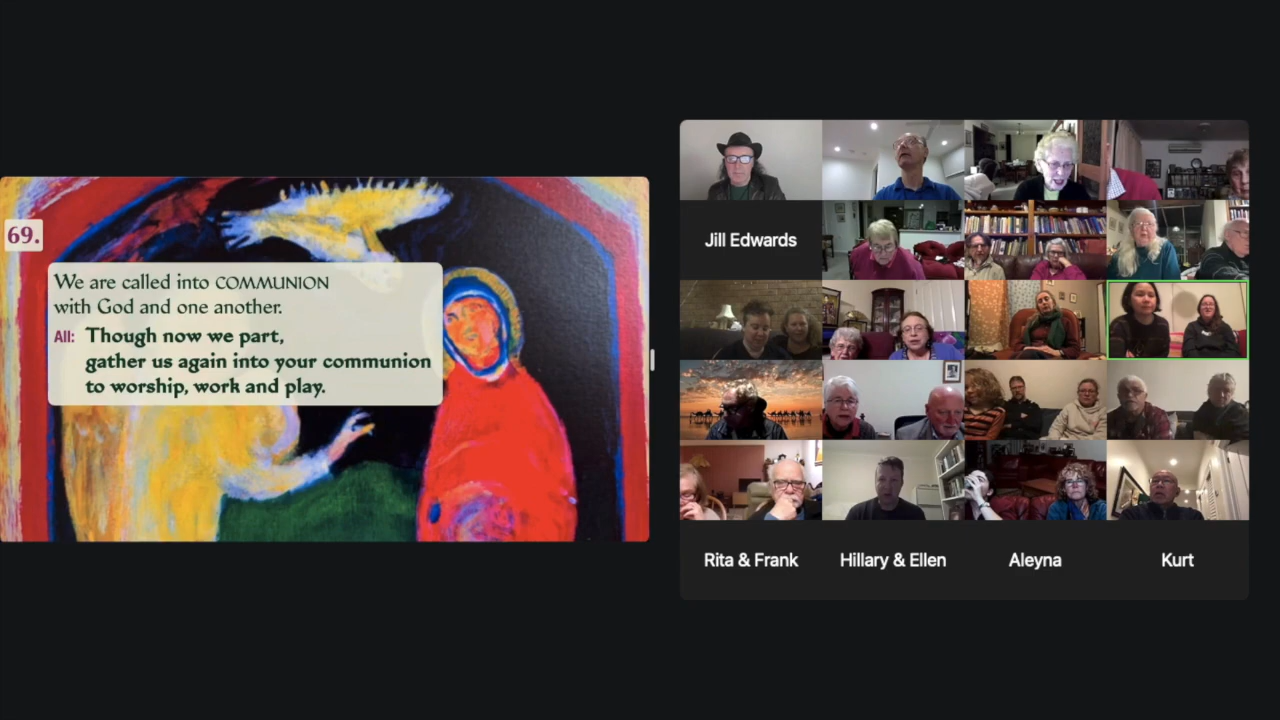 69.
We are called into COMMUNION
with God and one another.
All: Though now we part,
gather us again into your communion
to worship, work and play.
Jill Edwards
Rita & Frank
Hillary & Ellen
Aleyna
Kurt